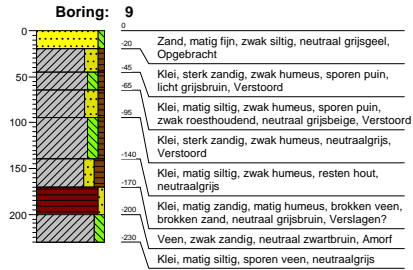 Boring: 9
0
0
Zand, matig fijn, zwak siltig, neutraal grijsgeel,
Opgebracht
-20
Klei, sterk zandig, zwak humeus, sporen puin,
licht grijsbruin, Verstoord
-45
50
Klei, matig siltig, zwak humeus, sporen puin,
zwak roesthoudend, neutraal grijsbeige, Verstoord
-65
Klei, sterk zandig, zwak humeus, neutraalgrijs,
Verstoord
-95
100
Klei, matig siltig, zwak humeus, resten hout,
neutraalgrijs
-140
150
Klei, matig zandig, matig humeus, brokken veen,
brokken zand, neutraal grijsbruin, Verslagen?
-170
Veen, zwak zandig, neutraal zwartbruin, Amorf
-200
200
Klei, matig siltig, sporen veen, neutraalgrijs
-230